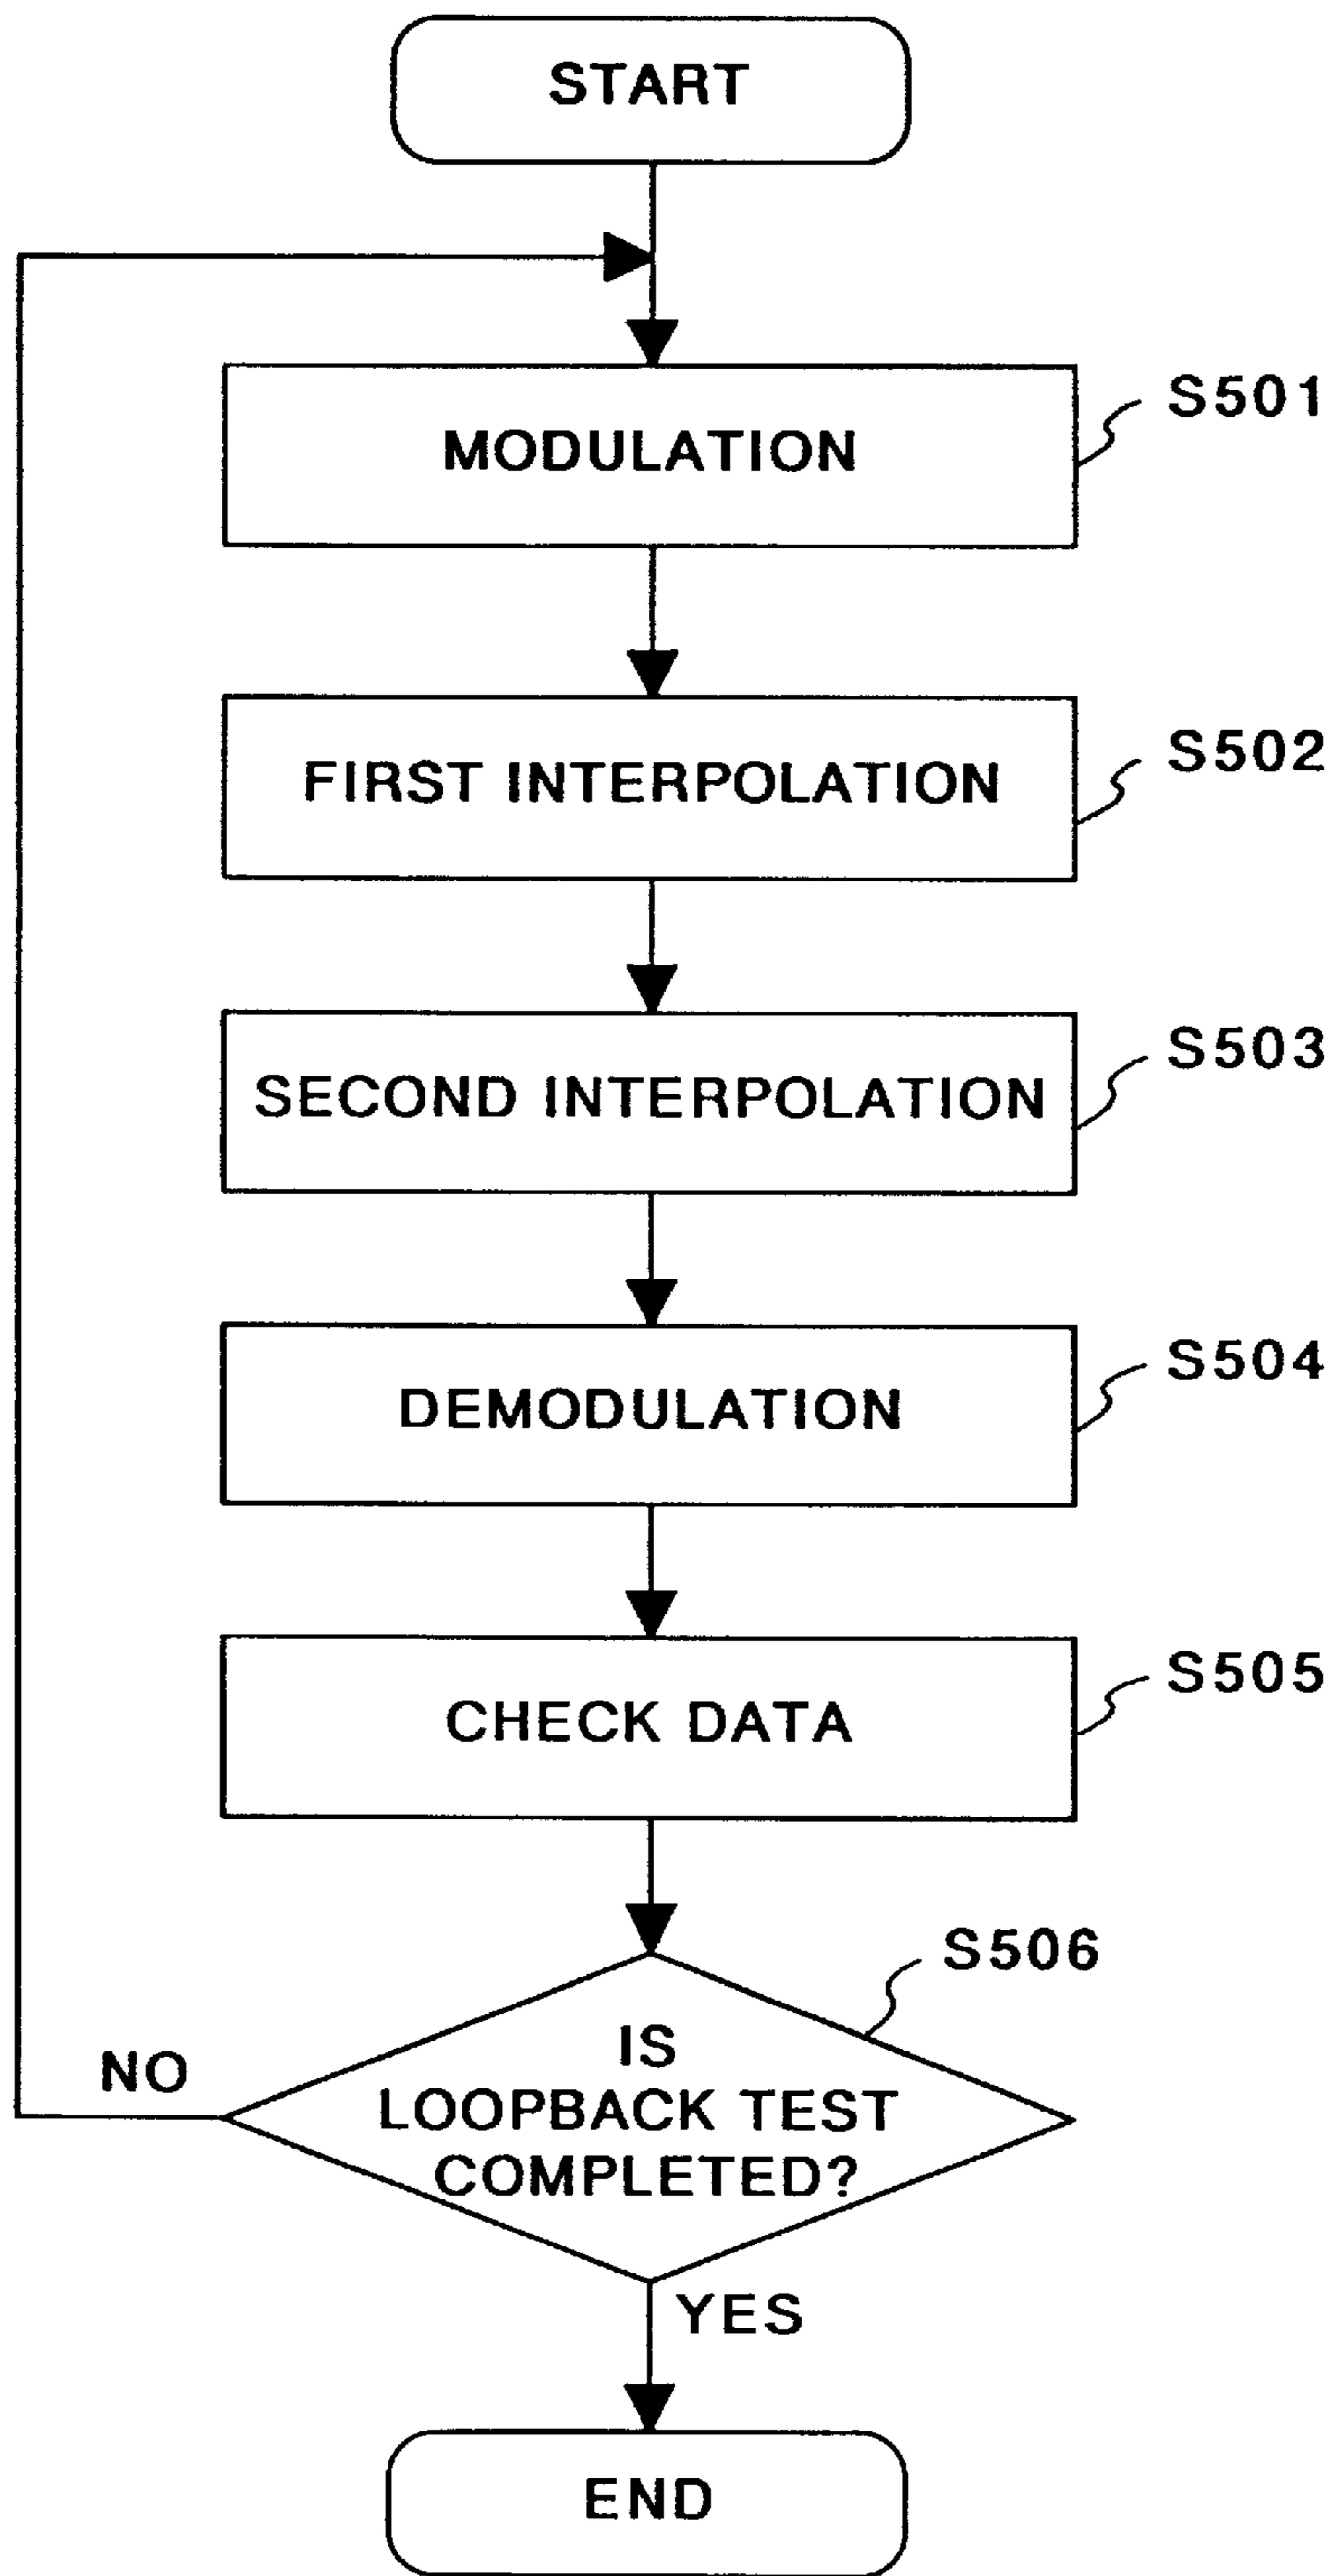 START
MODULATION
S501
FIRST INTERPOLATION
S502
SECOND INTERPOLATION
S503
DEMODULATION
S504
CHECK DATA
S505
S506
IS
LOOPBACK TEST
COMPLETED?
NO
YES
END